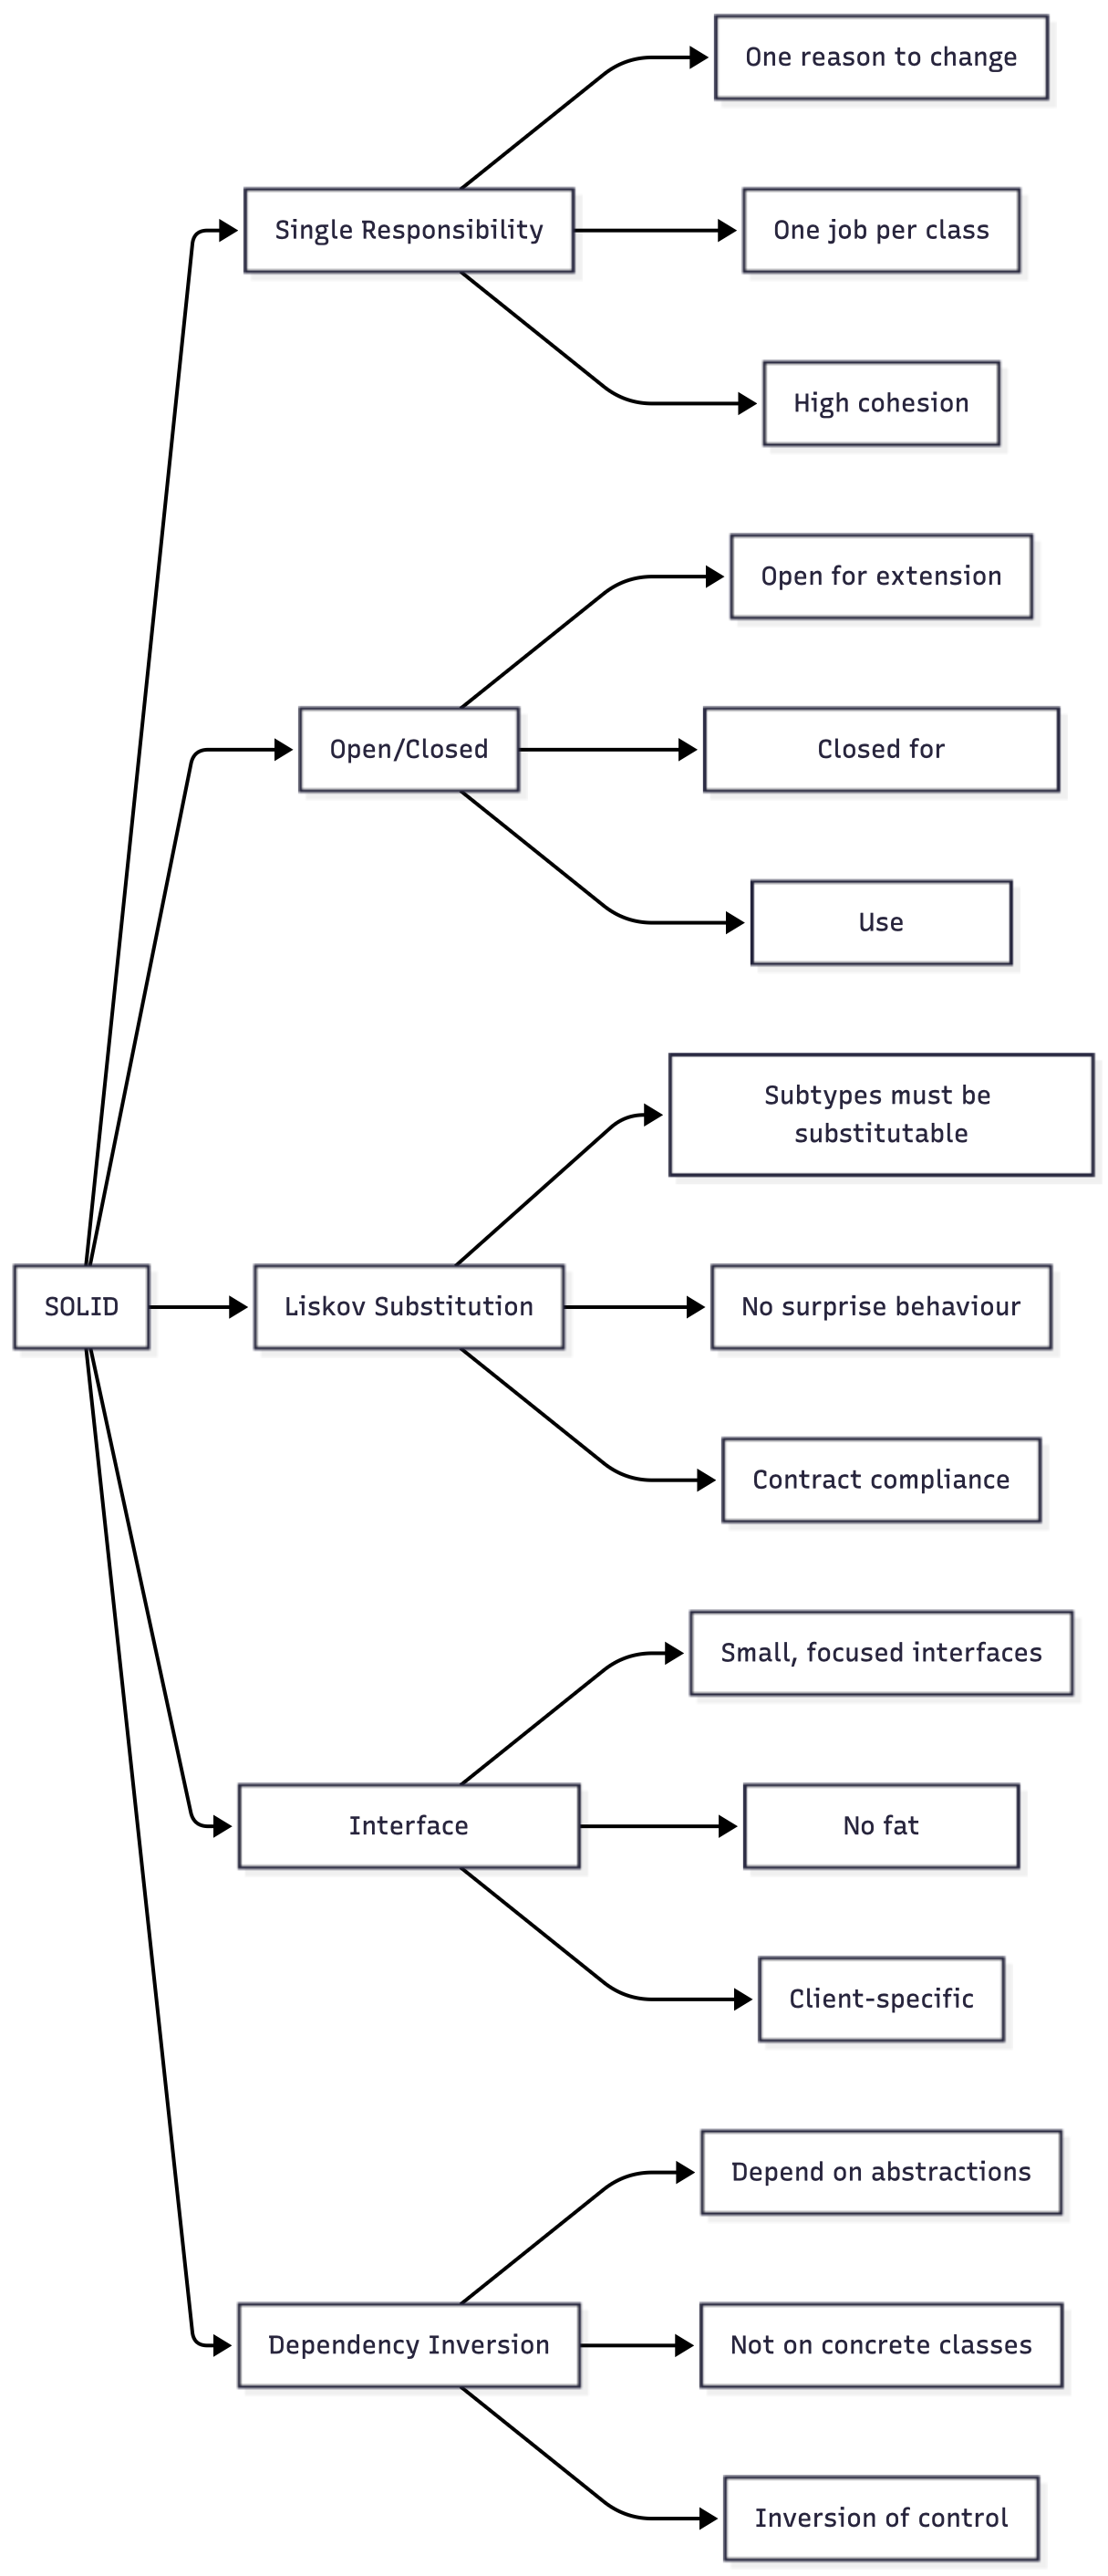 One reason to change
Single Responsibility
One job per class
High cohesion
Open for extension
Open/Closed
Closed for
Use
Subtypes must be
substitutable
SOLID
Liskov Substitution
No surprise behaviour
Contract compliance
Small, focused interfaces
Interface
No fat
Client-specific
Depend on abstractions
Dependency Inversion
Not on concrete classes
Inversion of control